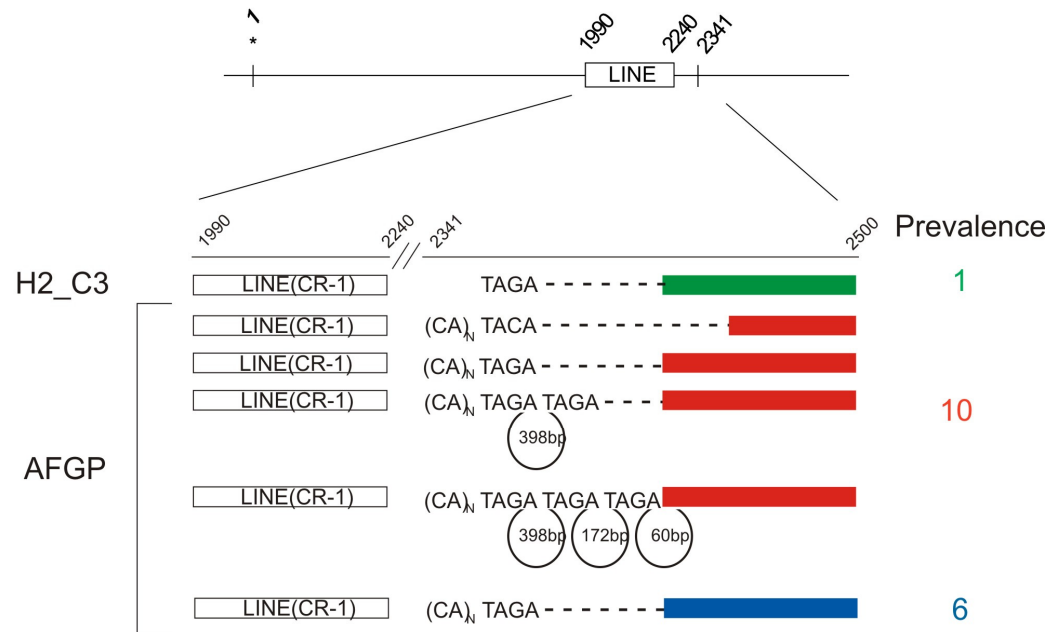 1
*
1990
2240
2341
LINE
1990
2240
2341
2500
Prevalence
H2_C3
LINE(CR-1)
TAGA
1
LINE(CR-1)
(CA)N TACA
LINE(CR-1)
(CA)N TAGA
LINE(CR-1)
(CA)N TAGA TAGA
10
398bp
AFGP
LINE(CR-1)
(CA)N TAGA TAGA TAGA
398bp
172bp
60bp
LINE(CR-1)
(CA)N TAGA
6